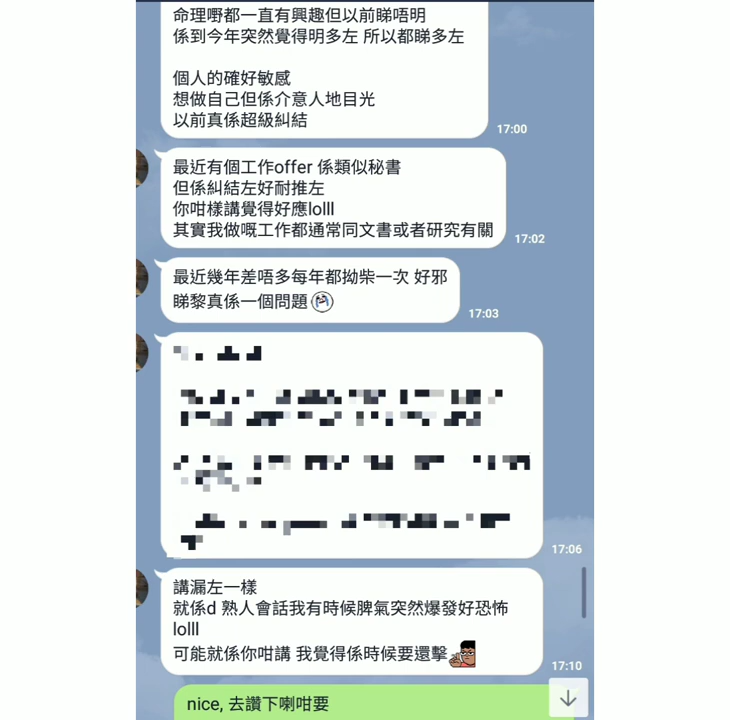 命理嘢都一直有興趣但以前睇唔明
係到今年突然覺得明多左 所以都睇多左
個人的確好敏感
想做自己但係介意人地目光
以前真係超級糾結
17:00
最近有個工作offer 係類似秘書
但係糾結左好耐推左
你咁樣講覺得好應lolll
其實我做嘅工作都通常同文書或者研究有關
17:02
最近幾年差唔多每年都拗柴一次 好邪
睇黎真係一個問題
17:03
17:06
講漏左一樣
就係d 熟人會話我有時候脾氣突然爆發好恐怖
lolll
可能就係你咁講 我覺得係時候要還擊
17:10
nice, 去讚下喇咁要